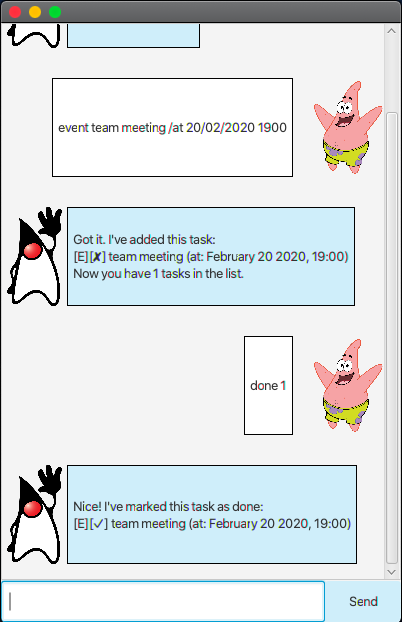 event team meeting /at 20/02/2020 1900
Got it. I've added this task:
[E][✘] team meeting (at: February 20 2020, 19:00)
Now you have 1 tasks in the list.
done 1
Nice! I've marked this task as done:
[E][✓] team meeting (at: February 20 2020, 19:00)
Send